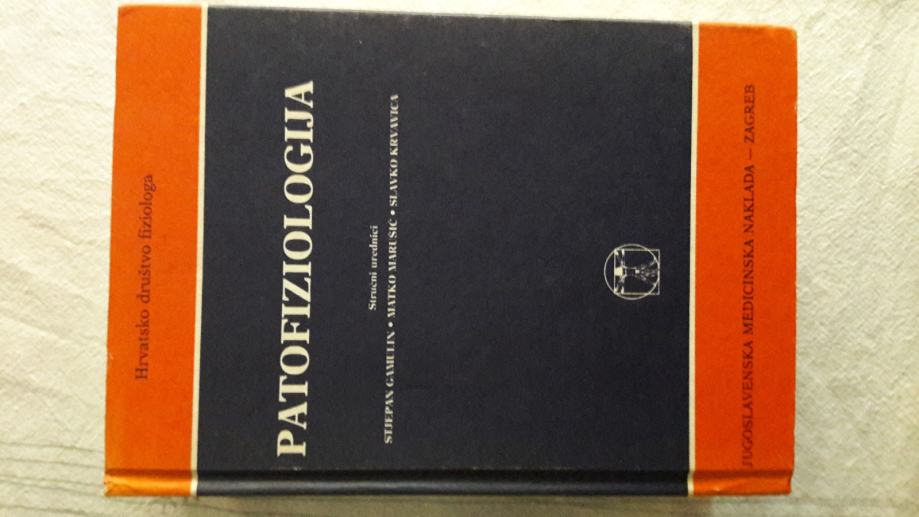 Hrvatsko društvo fiziologa
PATOFIZIOLOGIJA
Stručni urednici
STJEPAN GAMULIN • MATKO MARUŠIĆ • SLAVKO KRVAVICA
JUGOSLAVENSKA MEDICINSKA NAKLADA — ZAGREB